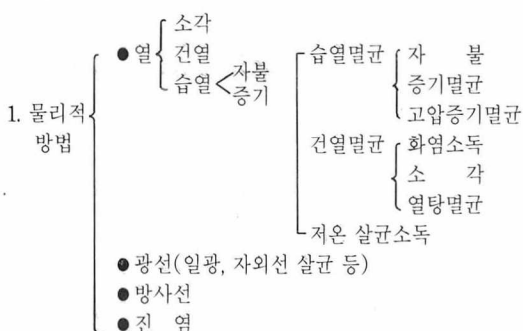 1. 물리적 방법
● 열
소각
건열
습열
자불
증기
습열멸균
자 불
증기멸균
고압증기멸균
건열멸균
화염소독
소 각
열탕멸균
저온 살균소독
● 광선(일광, 자외선 살균 등)
● 방사선
● 진 염